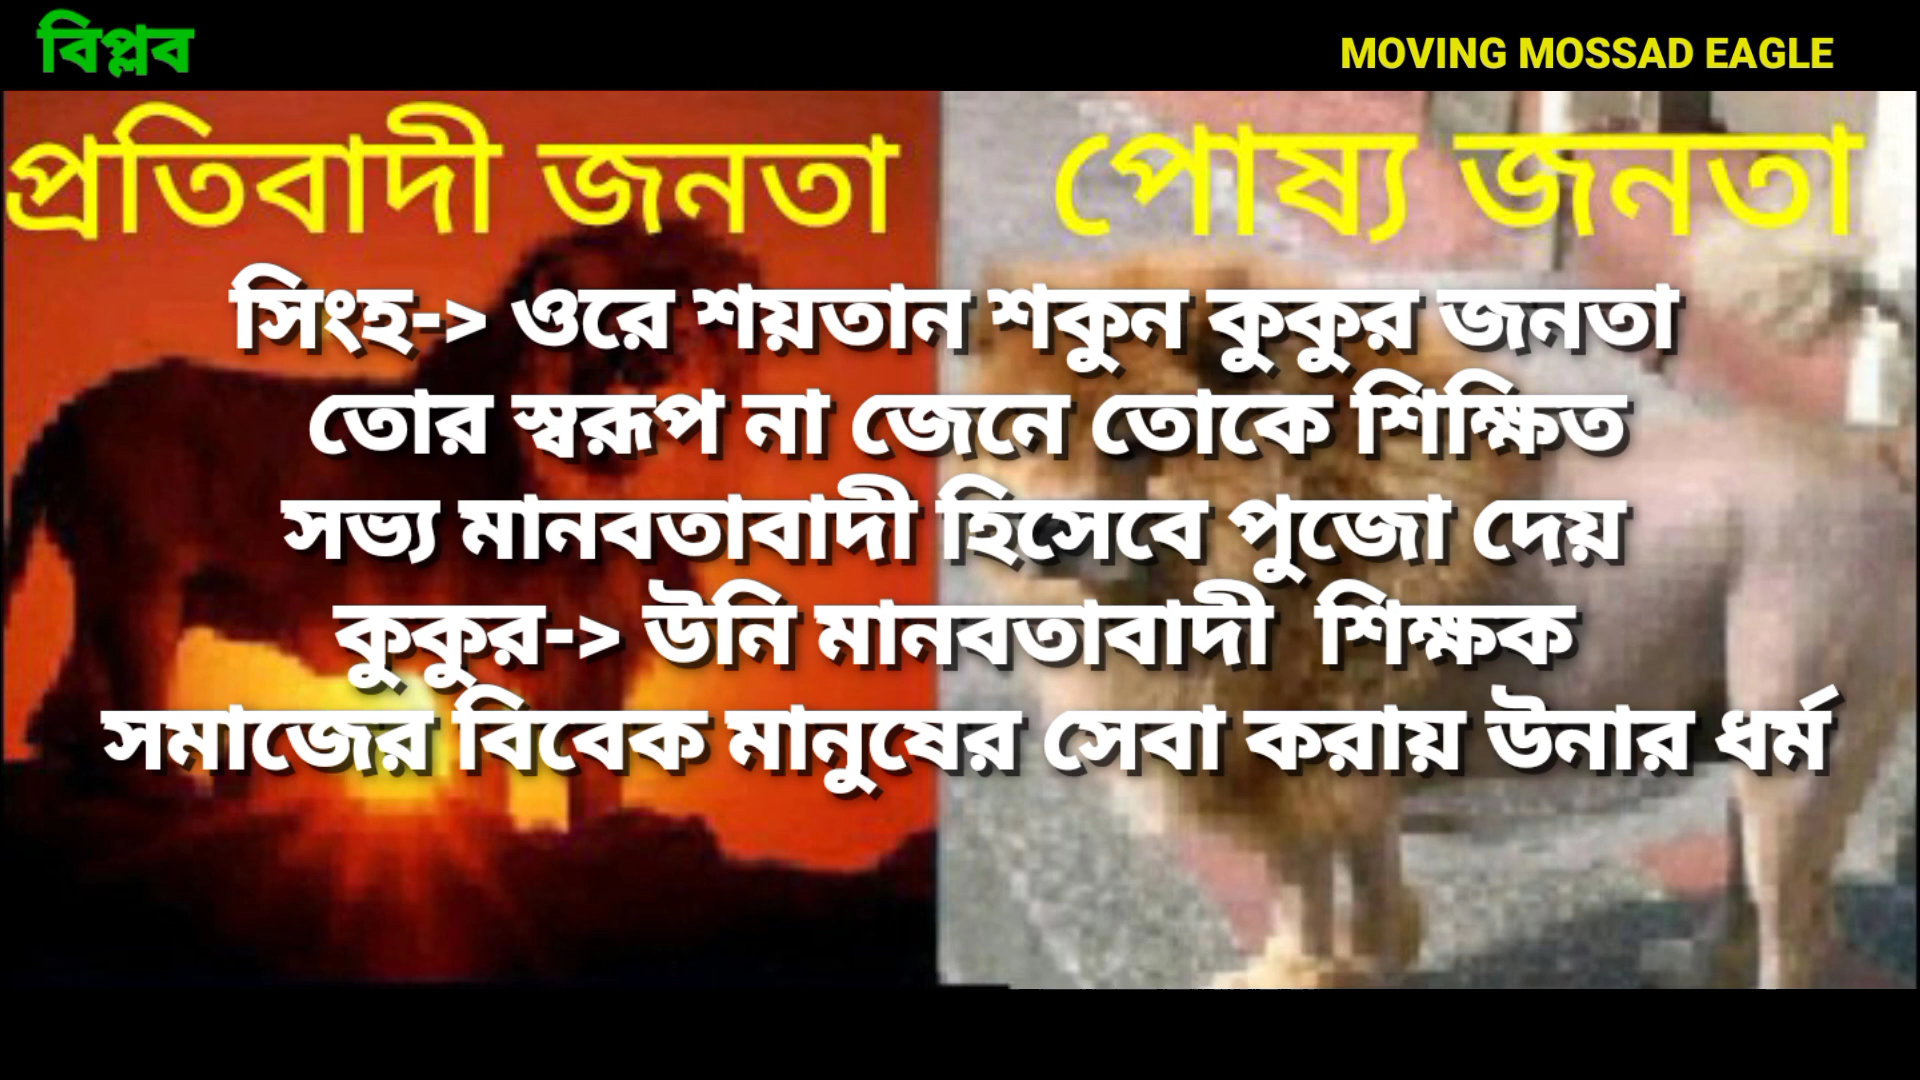 বিপ্লব
MOVING MOSSAD EAGLE
প্রতিবাদী জনতা
পোষ্য জনতা
সিংহ-> ওরে শয়তান শকুন কুকুর জনতা
তোর স্বরূপ না জেনে তোকে শিক্ষিত
সভ্য মানবতাবাদী হিসেবে পুজো দেয়
কুকুর-> উনি মানবতাবাদী শিক্ষক
সমাজের বিবেক মানুষের সেবা করায় উনার ধর্ম